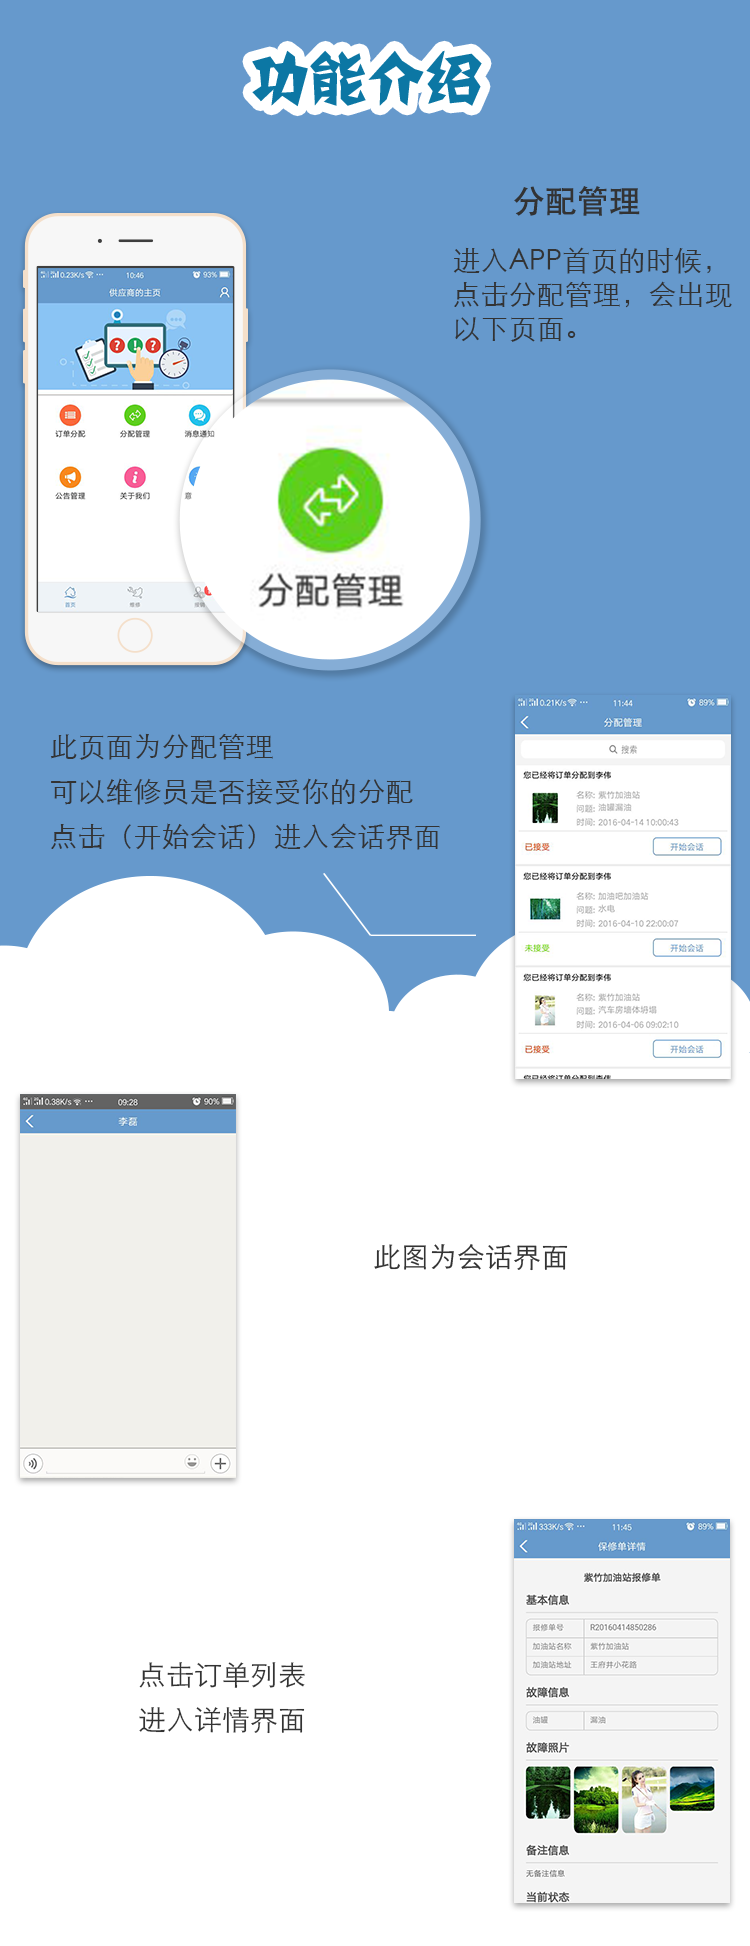 功能介绍
分配管理
进入APP首页的时候，
点击分配管理，会出现
以下页面。
0.23K/s ··· 10:46 93%
供应商的主页
订单分配 分配管理 消息通知
公告管理 关于我们 意
首页 维修 报销
分配管理
此页面为分配管理
可以维修员是否接受你的分配
点击（开始会话）进入会话界面
0.21K/s ··· 11:44 89%
分配管理
搜索
您已经将订单分配到李伟
名称: 紫竹加油站
问题: 油罐漏油
时间: 2016-04-14 10:00:43
已接受 开始会话
您已经将订单分配到李伟
名称: 加油吧加油站
问题: 水电
时间: 2016-04-10 22:00:07
未接受 开始会话
您已经将订单分配到李伟
名称: 紫竹加油站
问题: 汽车房墙体坍塌
时间: 2016-04-06 09:02:10
已接受 开始会话
您已经将订单分配到李伟
0.38K/s ··· 09:28 90%
李磊
此图为会话界面
点击订单列表
进入详情界面
333K/s ··· 11:45 89%
保修单详情
紫竹加油站报修单
基本信息
报修单号 R20160414850286
加油站名称 紫竹加油站
加油站地址 王府井小花路
故障信息
油罐 漏油
故障照片
备注信息
无备注信息
当前状态